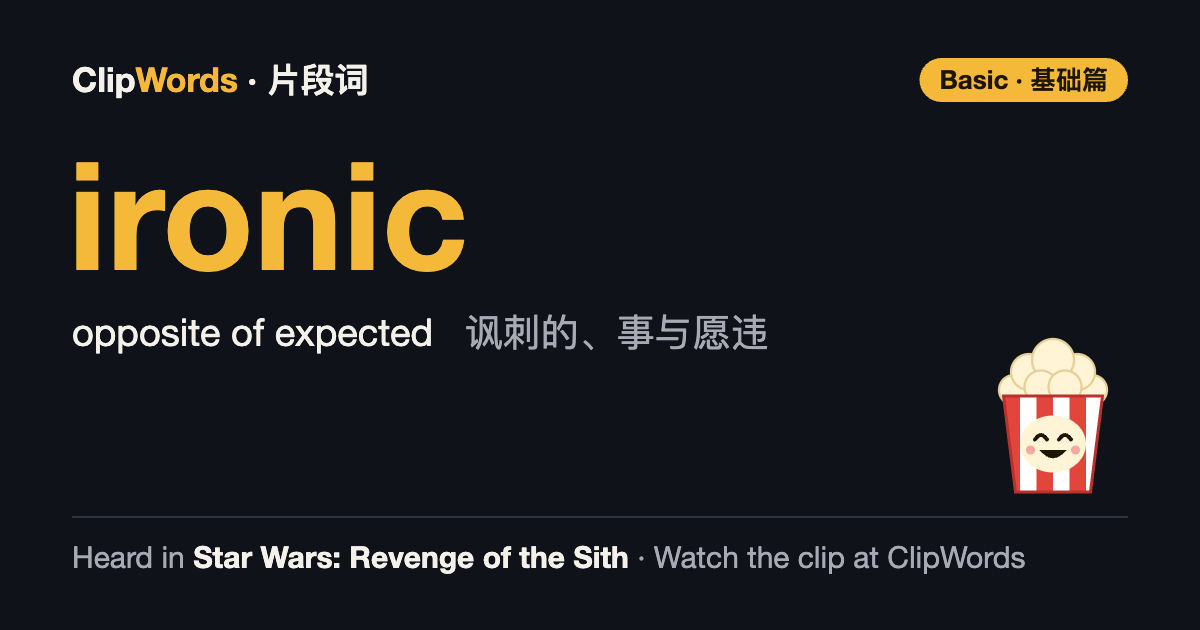 ClipWords · 片段词
Basic · 基础篇
ironic
opposite of expected 讽刺的、事与愿违
Heard in Star Wars: Revenge of the Sith · Watch the clip at ClipWords